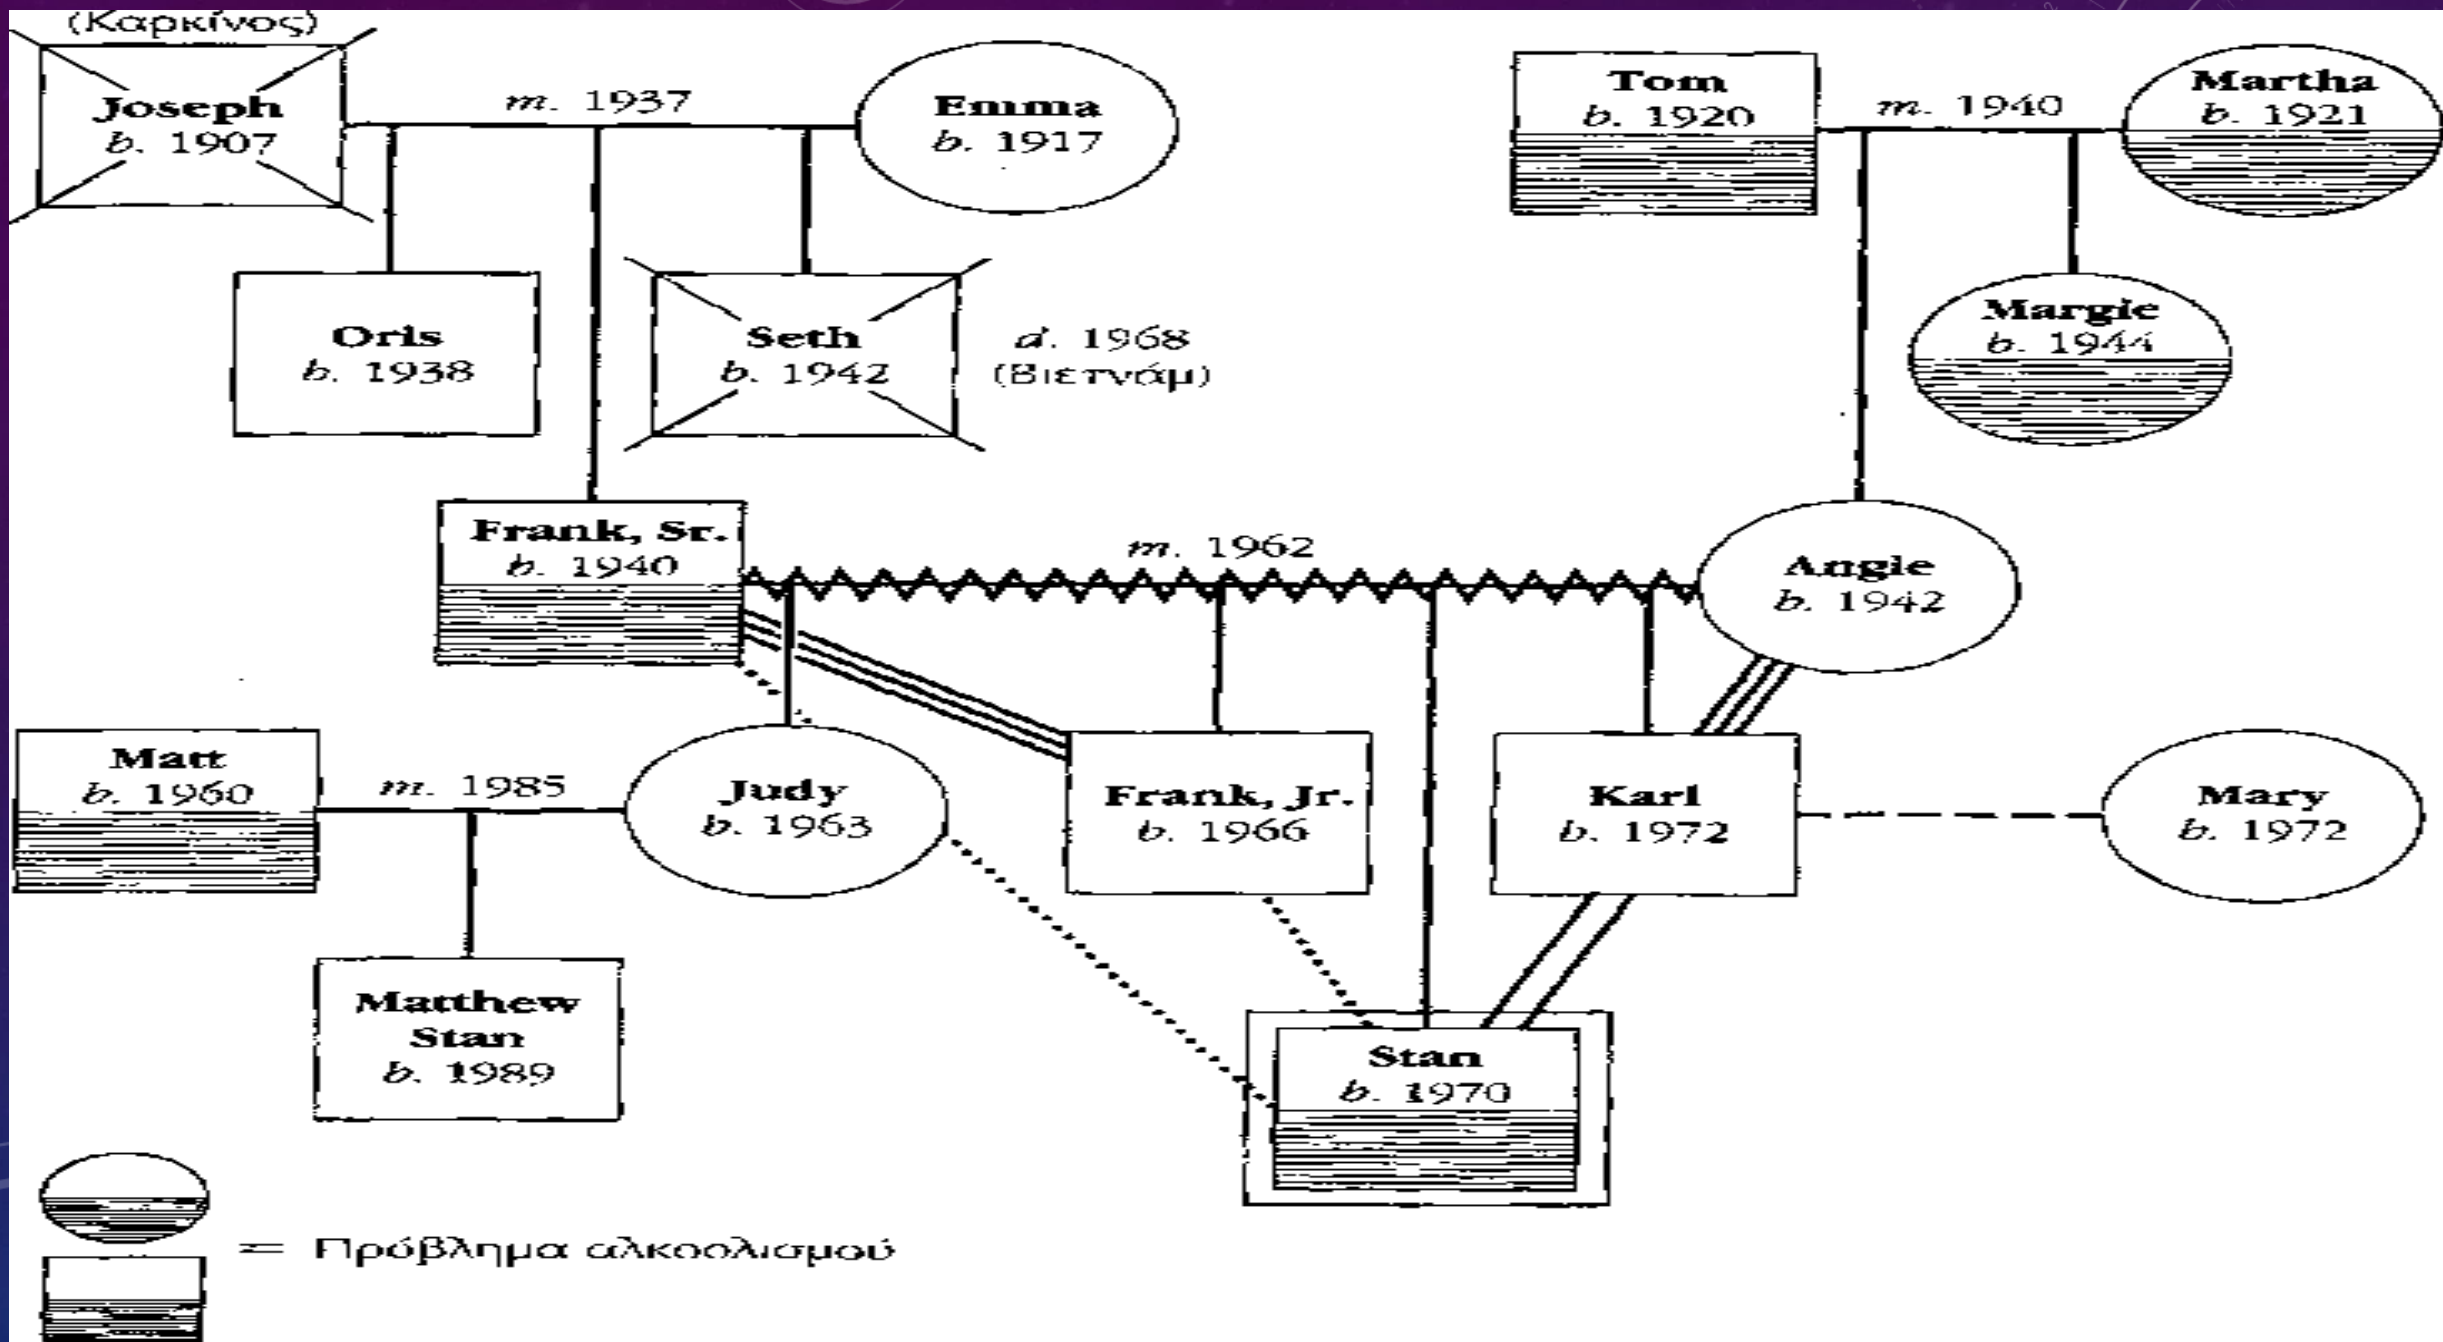 (Καρκίνος)
Joseph
b. 1907
m. 1937
Emma
b. 1917
Tom
b. 1920
m. 1940
Martha
b. 1921
Oris
b. 1938
Seth
b. 1942
d. 1968
(Βιετνάμ)
Margie
b. 1944
Frank, Sr.
b. 1940
m. 1962
Angie
b. 1942
Matt
b. 1960
m. 1985
Judy
b. 1963
Frank, Jr.
b. 1966
Karl
b. 1972
Mary
b. 1972
Matthew
Stan
b. 1989
Stan
b. 1970
= Πρόβλημα αλκοολισμού